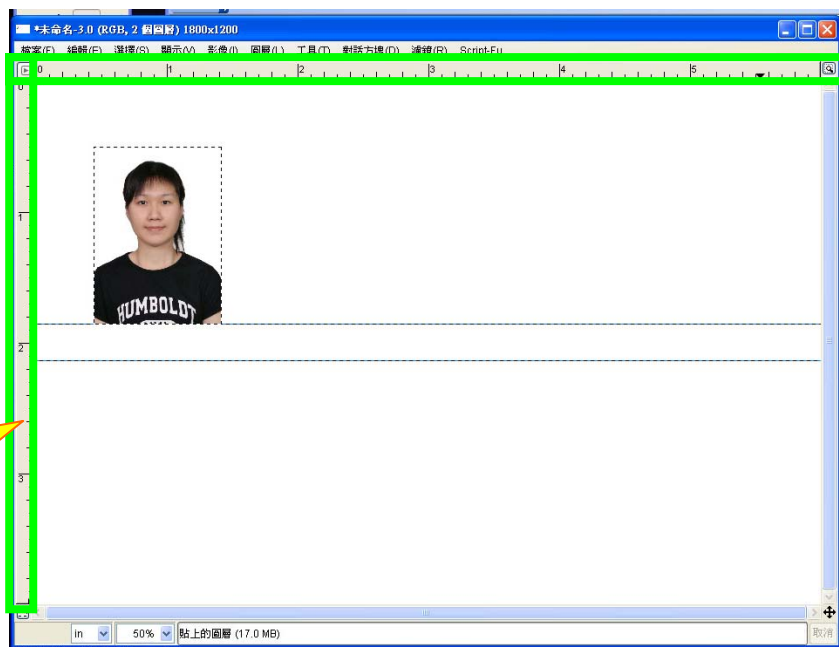 *未命名-3.0 (RGB, 2 個圖層) 1800x1200
檔案(F) 編輯(E) 選擇(S) 顯示(V) 影像(I) 圖層(L) 工具(T) 對話方塊(D) 濾鏡(R) Script-Fu
0 1 2 3 4 5
0
1
HUMBOLDT
2
3
in 50% 貼上的圖層 (17.0 MB) 取消